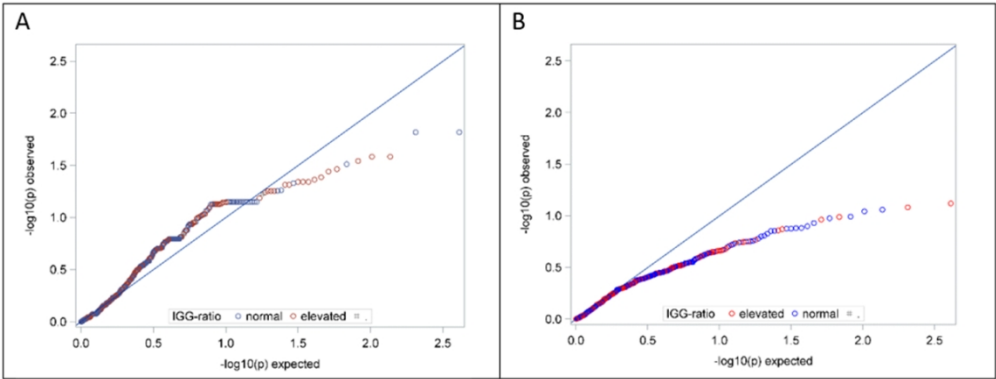 A
-log10(p) observed
2.5
2.0
1.5
1.0
0.5
0.0
IGG-ratio normal elevated .
0.0 0.5 1.0 1.5 2.0 2.5
-log10(p) expected
B
-log10(p) observed
2.5
2.0
1.5
1.0
0.5
0.0
IGG-ratio elevated normal .
0.0 0.5 1.0 1.5 2.0 2.5
-log10(p) expected